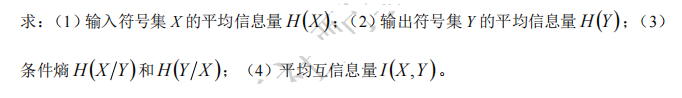 求：（1）输入符号集 X 的平均信息量 H(X)；（2）输出符号集 Y 的平均信息量 H(Y)；（3）
条件熵 H(X/Y) 和 H(Y/X)；（4）平均互信息量 I(X,Y)。